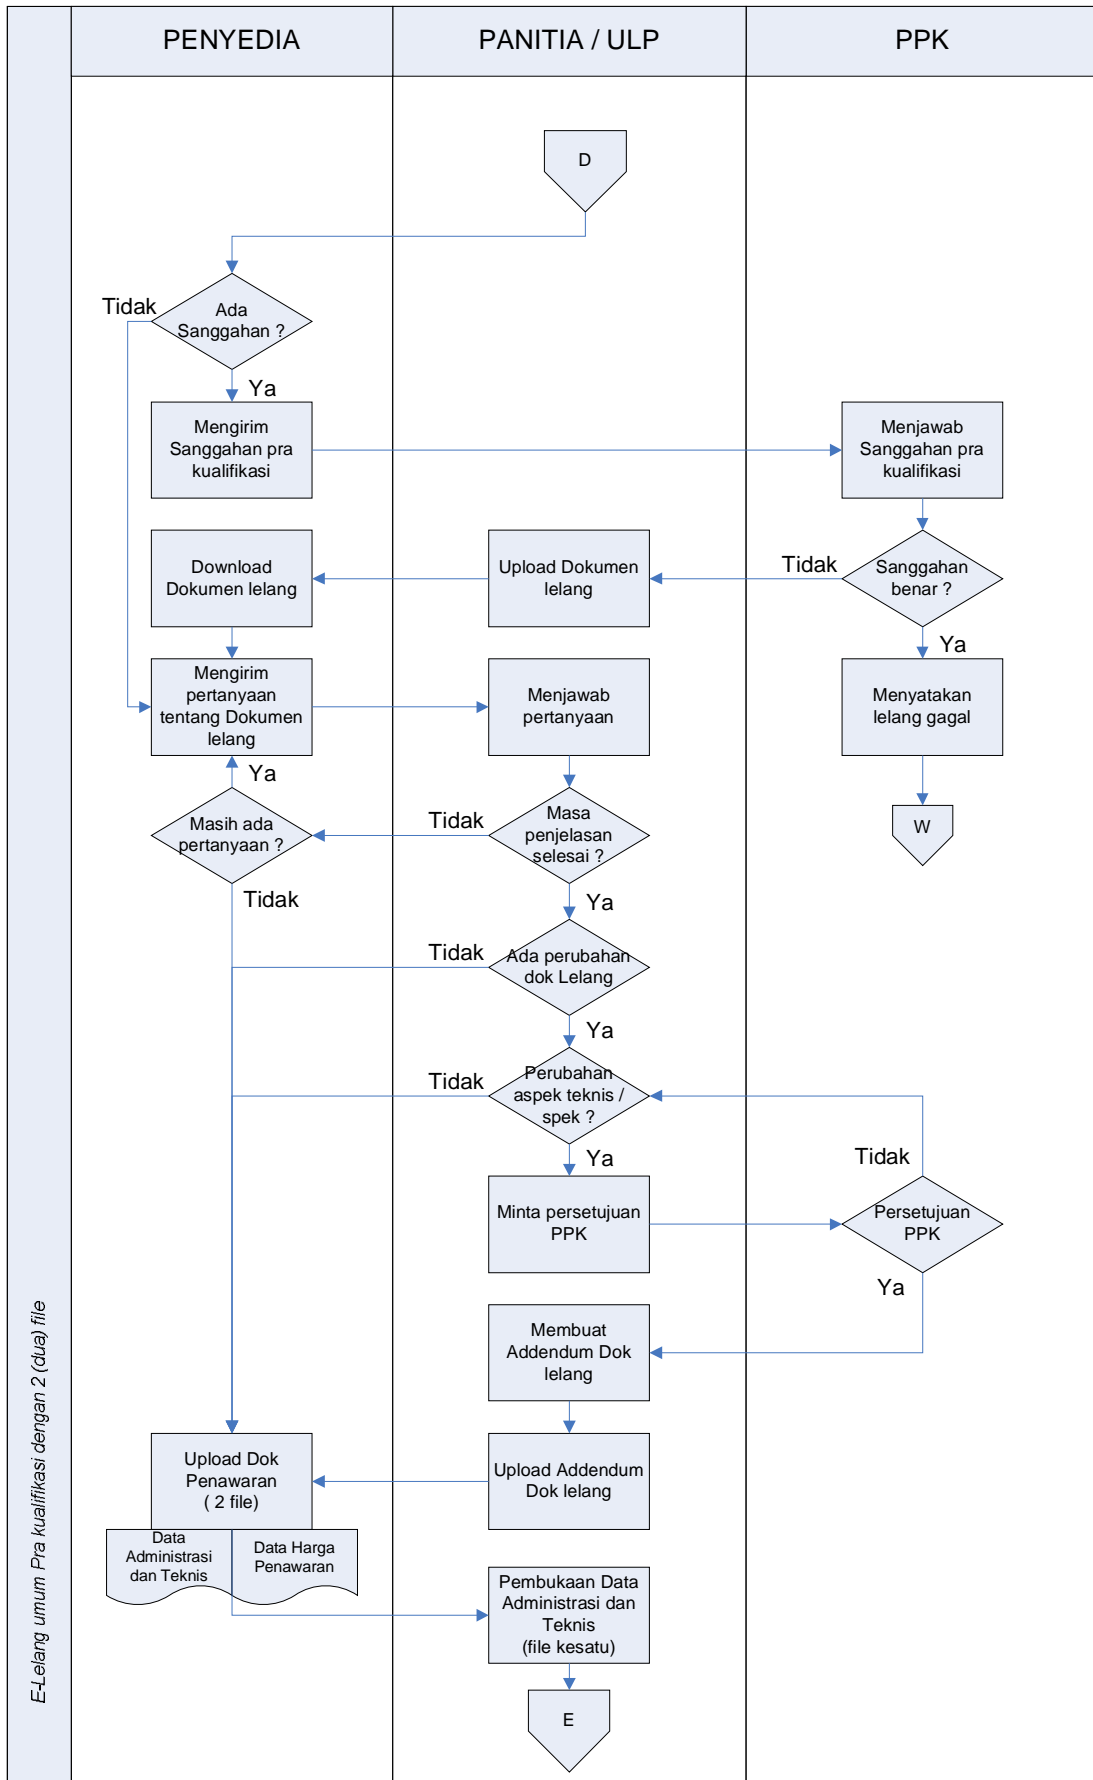 PENYEDIA
PANITIA / ULP
PPK
D
Ada
Sanggahan ?
Tidak
Ya
Mengirim
Sanggahan pra
kualifikasi
Menjawab
Sanggahan pra
kualifikasi
Download
Dokumen lelang
Upload Dokumen
lelang
Tidak
Sanggahan
benar ?
Ya
Mengirim
pertanyaan
tentang Dokumen
lelang
Menjawab
pertanyaan
Menyatakan
lelang gagal
Ya
Masih ada
pertanyaan ?
Tidak
Tidak
Masa
penjelasan
selesai ?
Ya
W
Tidak
Ada perubahan
dok Lelang
Ya
Tidak
Perubahan
aspek teknis /
spek ?
Ya
Tidak
Minta persetujuan
PPK
Persetujuan
PPK
Ya
Membuat
Addendum Dok
lelang
Upload Dok
Penawaran
( 2 file)
Upload Addendum
Dok lelang
Data
Administrasi
dan Teknis
Data Harga
Penawaran
Pembukaan Data
Administrasi dan
Teknis
(file kesatu)
E
E-Lelang umum Pra kualifikasi dengan 2 (dua) file